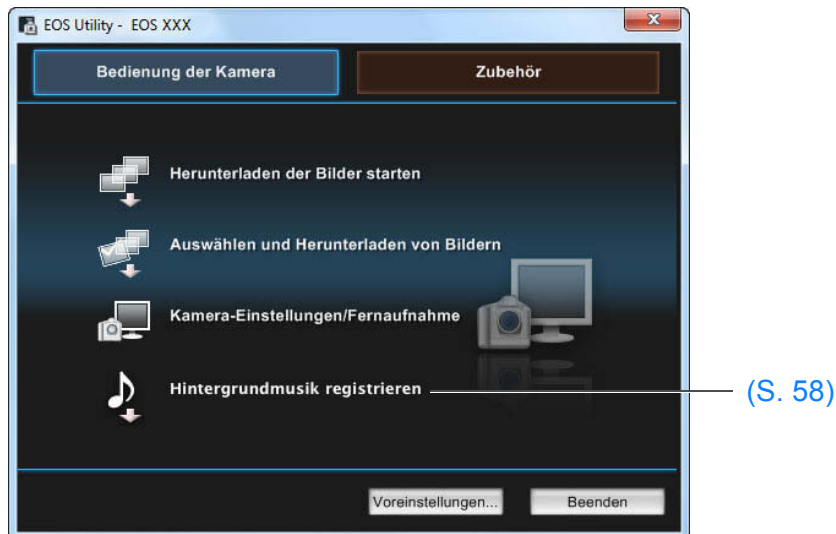 EOS Utility - EOS XXX
Bedienung der Kamera
Zubehör
Herunterladen der Bilder starten
Auswählen und Herunterladen von Bildern
Kamera-Einstellungen/Fernaufnahme
Hintergrundmusik registrieren
(S. 58)
Voreinstellungen...
Beenden